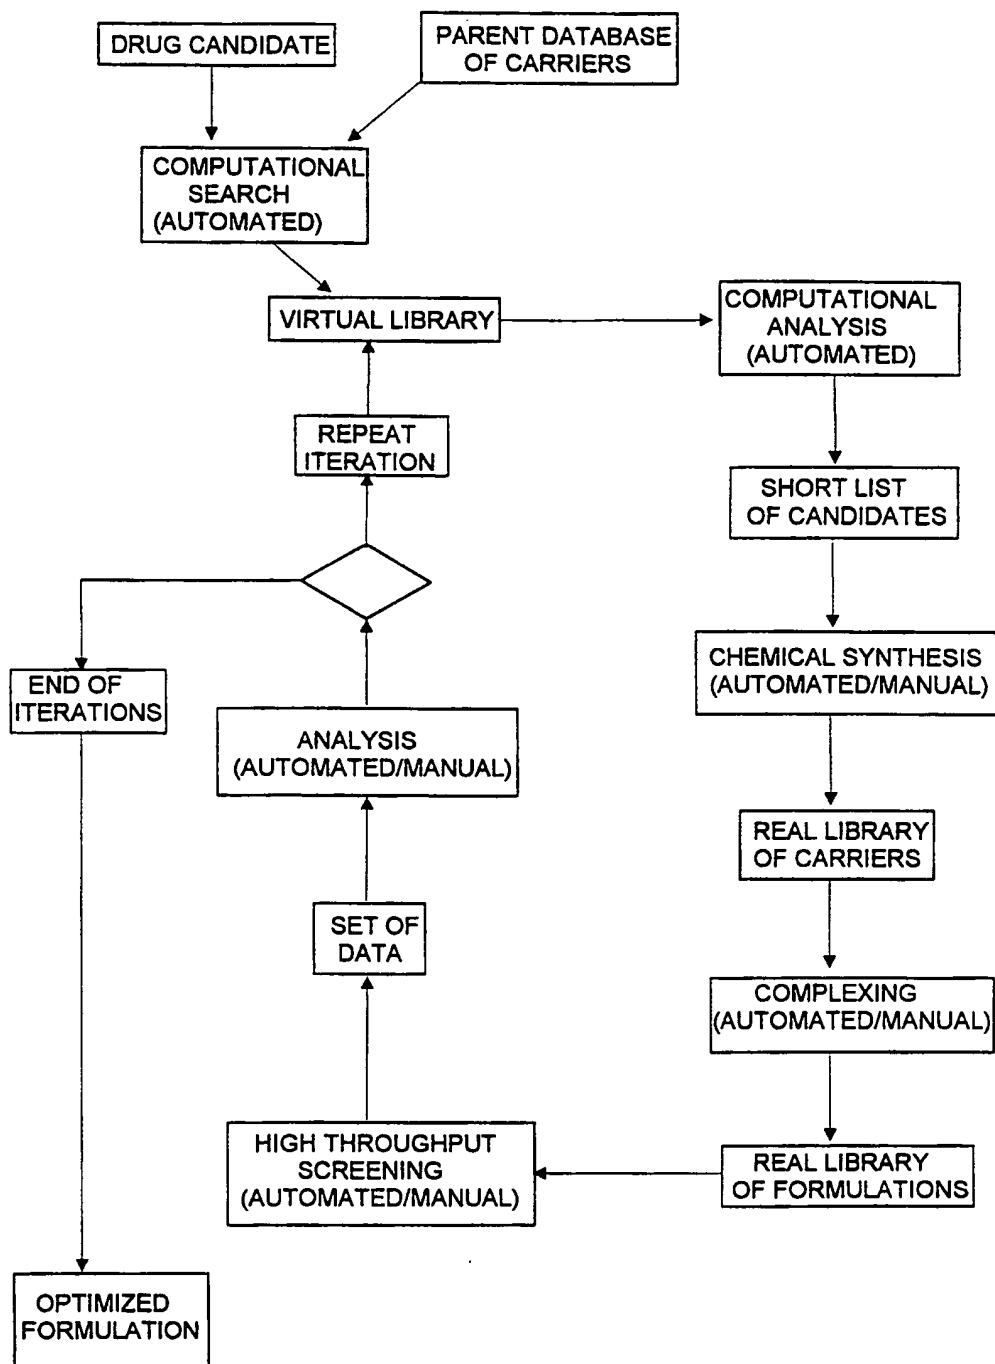 DRUG CANDIDATE
PARENT DATABASE
OF CARRIERS
COMPUTATIONAL
SEARCH
(AUTOMATED)
VIRTUAL LIBRARY
COMPUTATIONAL
ANALYSIS
(AUTOMATED)
REPEAT
ITERATION
SHORT LIST
OF CANDIDATES
CHEMICAL SYNTHESIS
(AUTOMATED/MANUAL)
END OF
ITERATIONS
ANALYSIS
(AUTOMATED/MANUAL)
REAL LIBRARY
OF CARRIERS
SET OF
DATA
COMPLEXING
(AUTOMATED/MANUAL)
HIGH THROUGHPUT
SCREENING
(AUTOMATED/MANUAL)
REAL LIBRARY
OF FORMULATIONS
OPTIMIZED
FORMULATION